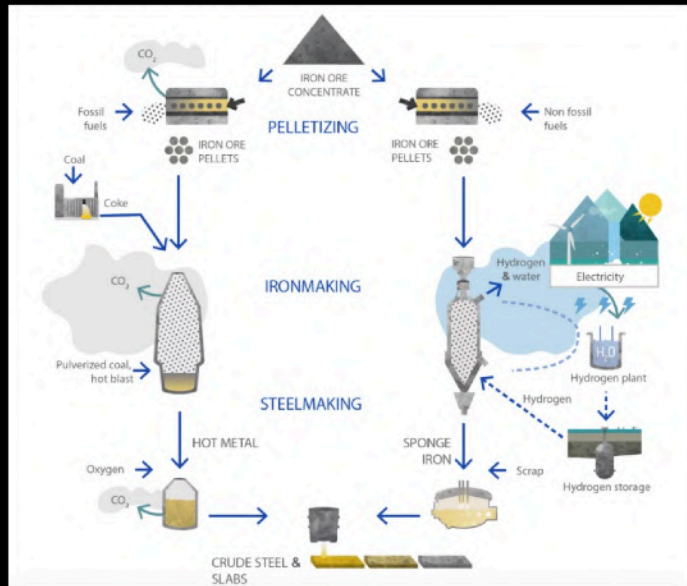 CO₂
IRON ORE
CONCENTRATE
Fossil
fuels
Non fossil
fuels
PELLETIZING
IRON ORE
PELLETS
IRON ORE
PELLETS
Coal
Coke
CO₂
IRONMAKING
Hydrogen
& water
Electricity
H₂O
Hydrogen plant
Pulverized coal,
hot blast
STEELMAKING
Hydrogen
HOT METAL
SPONGE
IRON
Oxygen
Scrap
Hydrogen storage
CO₂
CRUDE STEEL &
SLABS